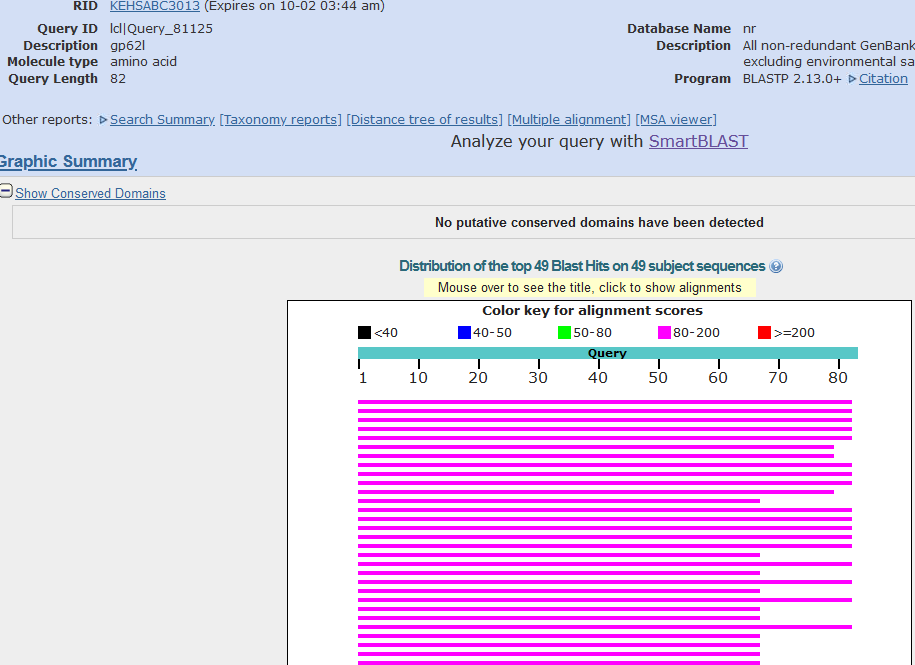 RID KEHSABC3013 (Expires on 10-02 03:44 am)
Query ID lcl|Query_81125
Description gp62l
Molecule type amino acid
Query Length 82
Database Name nr
Description All non-redundant GenBank
excluding environmental sa
Program BLASTP 2.13.0+ Citation
Other reports: Search Summary [Taxonomy reports] [Distance tree of results] [Multiple alignment] [MSA viewer]
Analyze your query with SmartBLAST
Graphic Summary
Show Conserved Domains
No putative conserved domains have been detected
Distribution of the top 49 Blast Hits on 49 subject sequences ?
Mouse over to see the title, click to show alignments
Color key for alignment scores
<40 40-50 50-80 80-200 >=200
Query
1 10 20 30 40 50 60 70 80